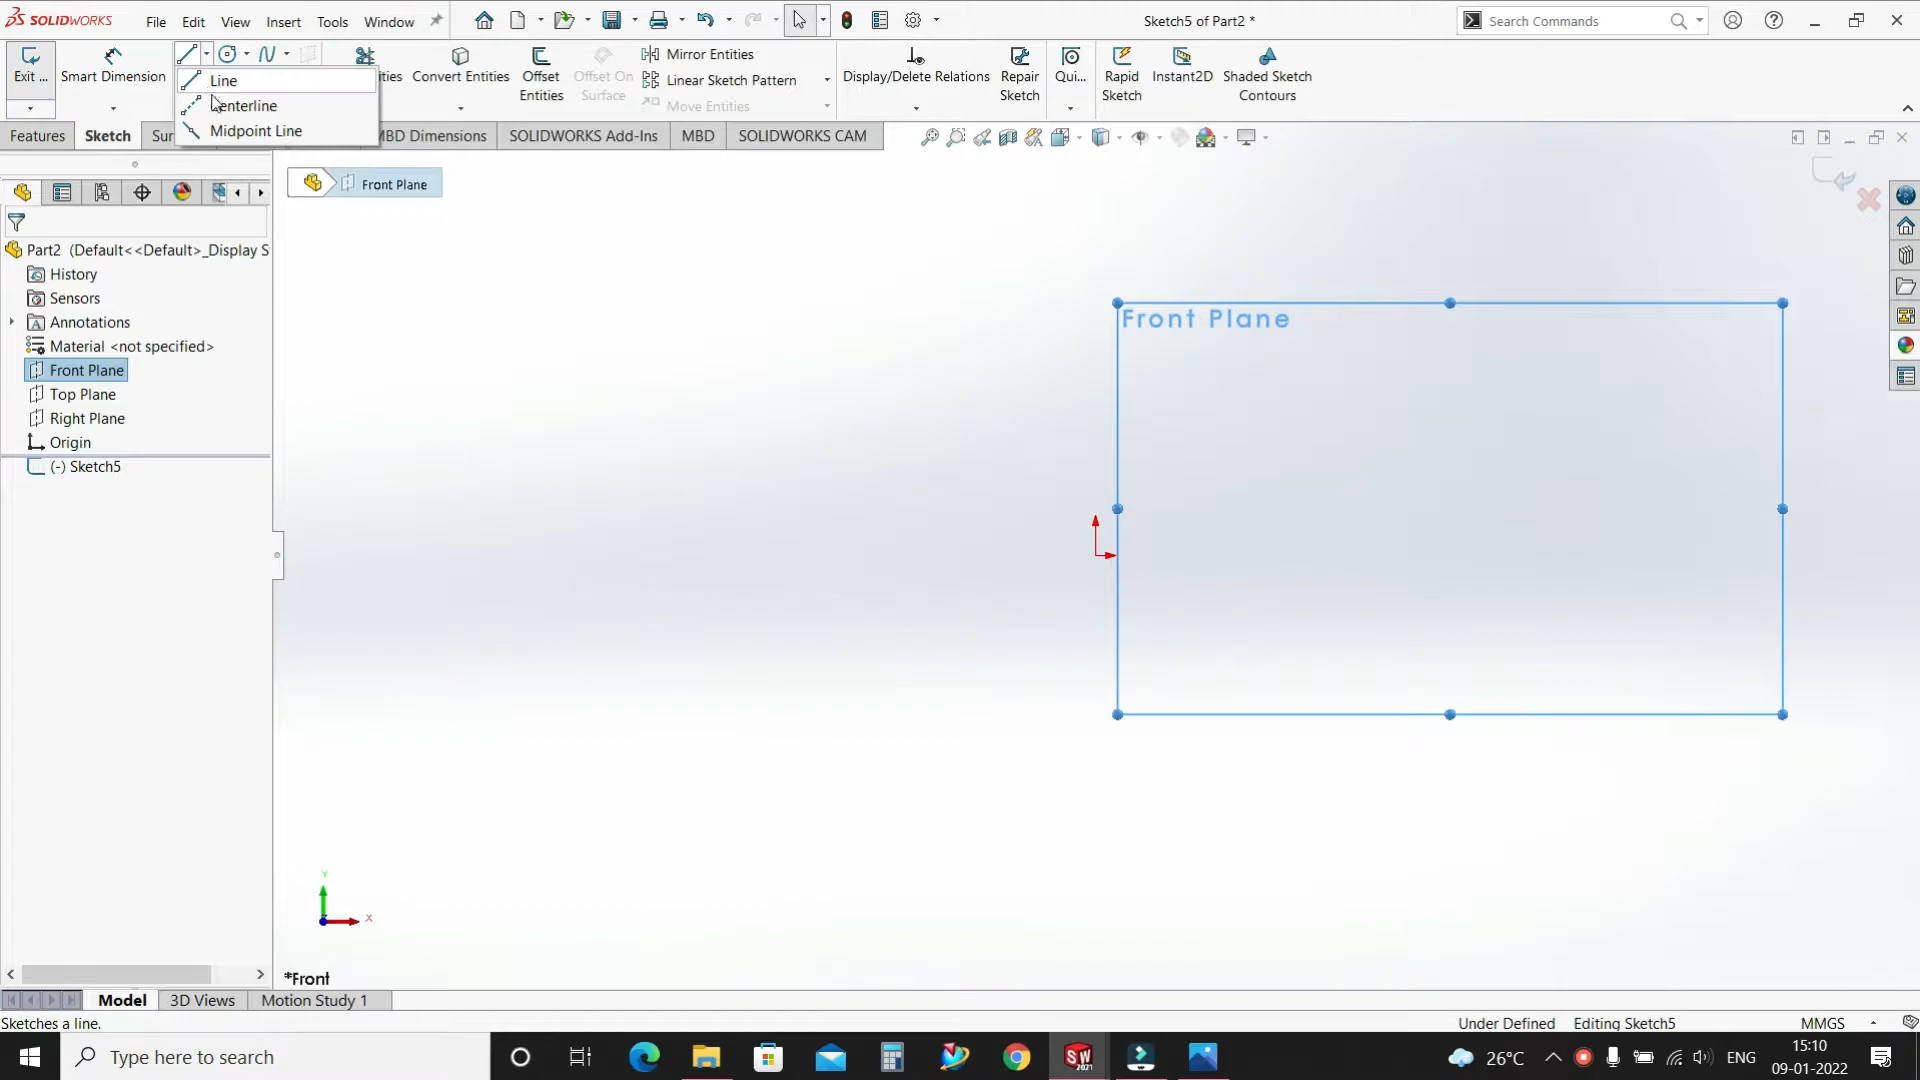 SOLIDWORKS
File
Edit
View
Insert
Tools
Window
Sketch5 of Part2 *
Search Commands
Exit ...
Smart Dimension
Line
Centerline
Midpoint Line
Convert Entities
Offset
Entities
Offset On
Surface
Mirror Entities
Linear Sketch Pattern
Move Entities
Display/Delete Relations
Repair
Sketch
Qui...
Rapid
Sketch
Instant2D
Shaded Sketch
Contours
Features
Sketch
MBD Dimensions
SOLIDWORKS Add-Ins
MBD
SOLIDWORKS CAM
Front Plane
Part2 (Default<<Default>_Display S
History
Sensors
Annotations
Material <not specified>
Front Plane
Top Plane
Right Plane
Origin
(-) Sketch5
Front Plane
Y
X
*Front
Model
3D Views
Motion Study 1
Sketches a line.
Under Defined
Editing Sketch5
MMGS
Type here to search
26°C
ENG
15:10
09-01-2022